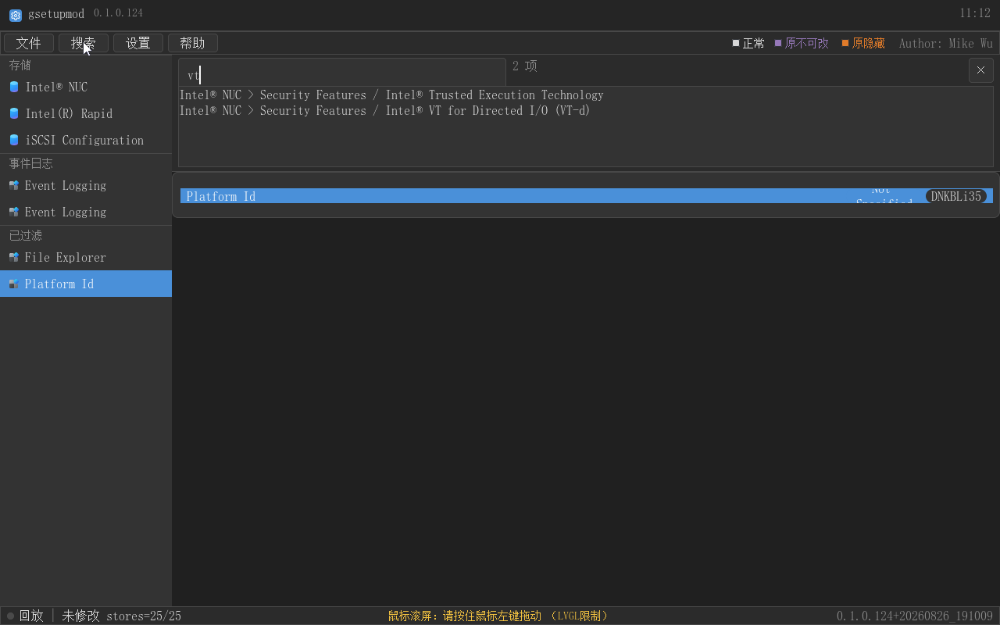 gsetupmod 0.1.0.124 11:12
文件 搜索 设置 帮助 正常 原不可改 原隐藏 Author: Mike Wu
存储
Intel® NUC
Intel(R) Rapid
iSCSI Configuration
事件日志
Event Logging
Event Logging
已过滤
File Explorer
Platform Id
vt 2 项
Intel® NUC > Security Features / Intel® Trusted Execution Technology
Intel® NUC > Security Features / Intel® VT for Directed I/O (VT-d)
Platform Id Not Specified DNKBLi35
回放 | 未修改 stores=25/25 鼠标滚屏: 请按住鼠标左键拖动 (LVGL限制) 0.1.0.124+20260826_191009